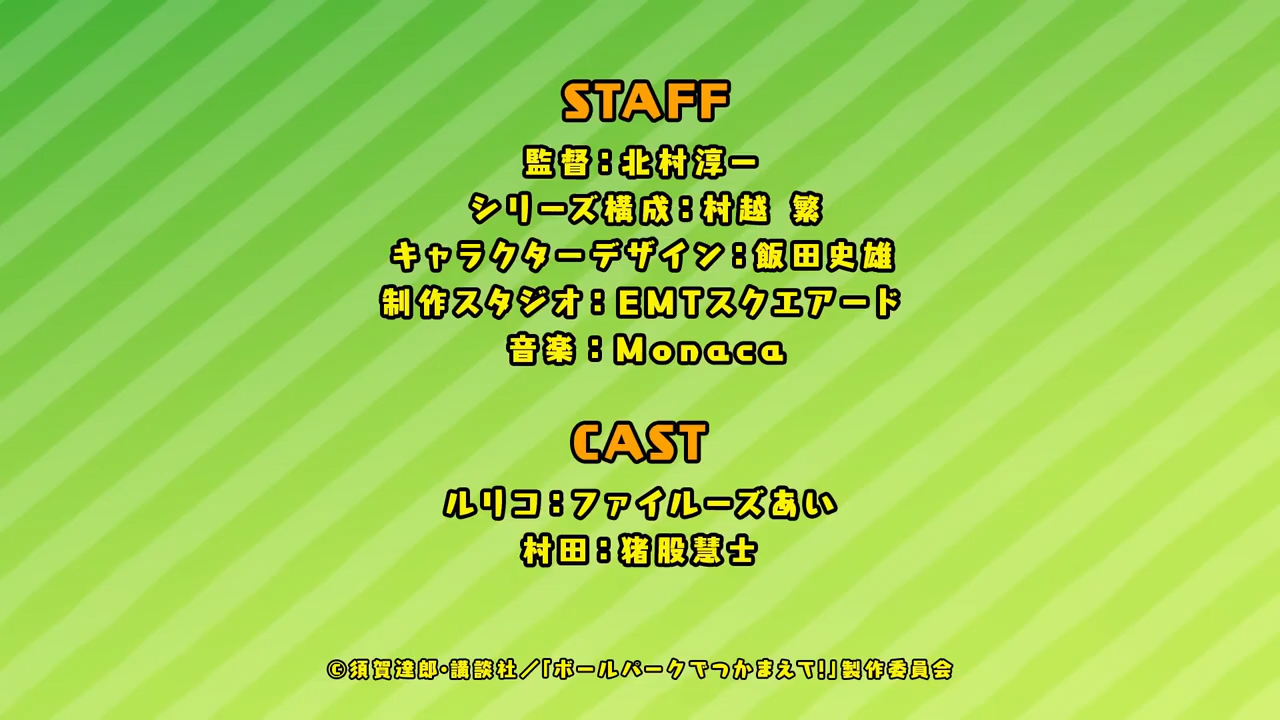 STAFF
監督：北村淳一
シリーズ構成：村越 繁
キャラクターデザイン：飯田史雄
制作スタジオ：EMTスクエアード
音楽：Monaca
CAST
ルリコ：ファイルーズあい
村田：猪股慧士
©須賀達郎・講談社／「ボールパークでつかまえて！」製作委員会